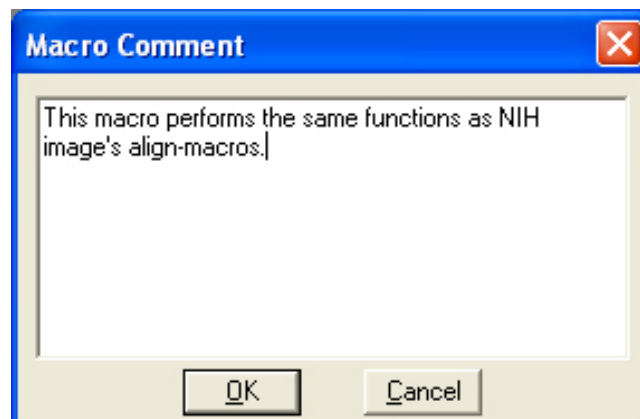 Macro Comment
This macro performs the same functions as NIH
image's align-macros.
OK
Cancel